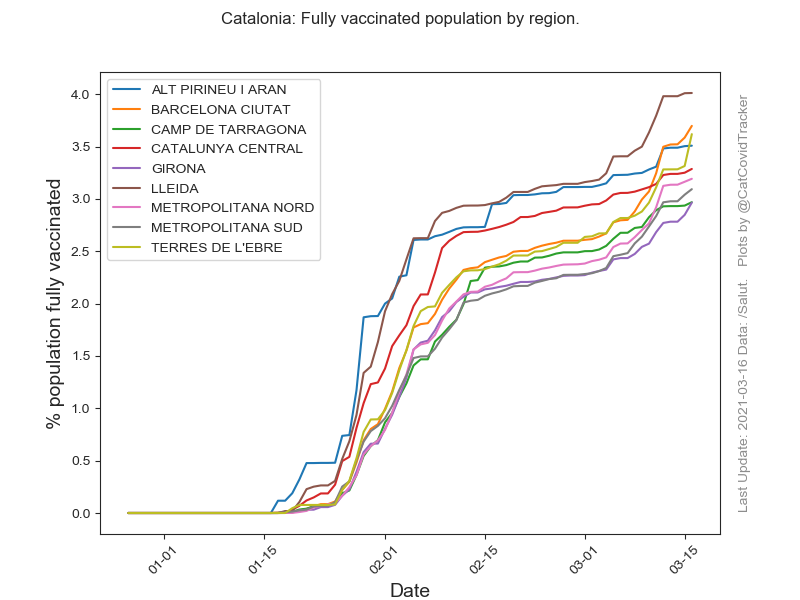 Catalonia: Fully vaccinated population by region.
ALT PIRINEU I ARAN
BARCELONA CIUTAT
CAMP DE TARRAGONA
CATALUNYA CENTRAL
GIRONA
LLEIDA
METROPOLITANA NORD
METROPOLITANA SUD
TERRES DE L'EBRE
% population fully vaccinated
4.0
3.5
3.0
2.5
2.0
1.5
1.0
0.5
0.0
01-01
01-15
02-01
02-15
03-01
03-15
Date
Last Update: 2021-03-16 Data: /Salut. Plots by @CatCovidTracker